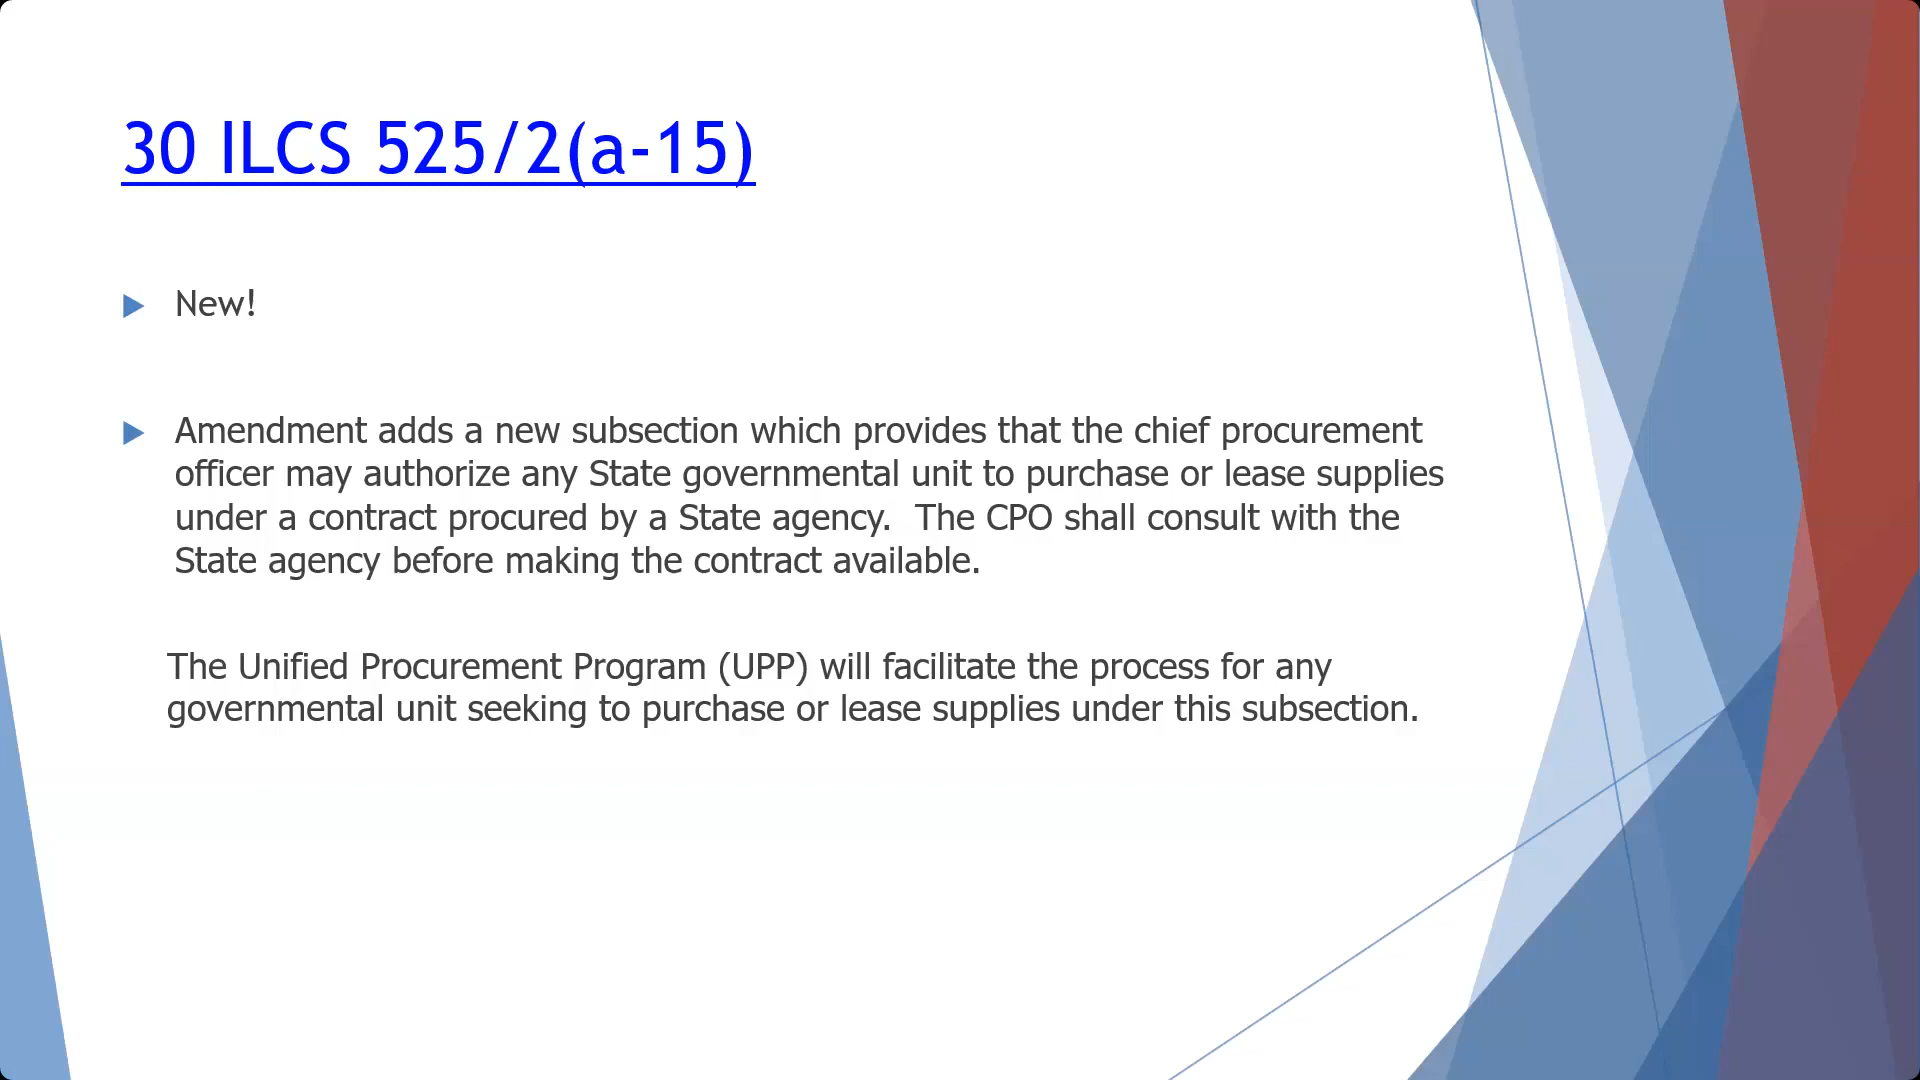 30 ILCS 525/2(a-15)
New!
Amendment adds a new subsection which provides that the chief procurement
officer may authorize any State governmental unit to purchase or lease supplies
under a contract procured by a State agency.  The CPO shall consult with the
State agency before making the contract available.
The Unified Procurement Program (UPP) will facilitate the process for any
governmental unit seeking to purchase or lease supplies under this subsection.